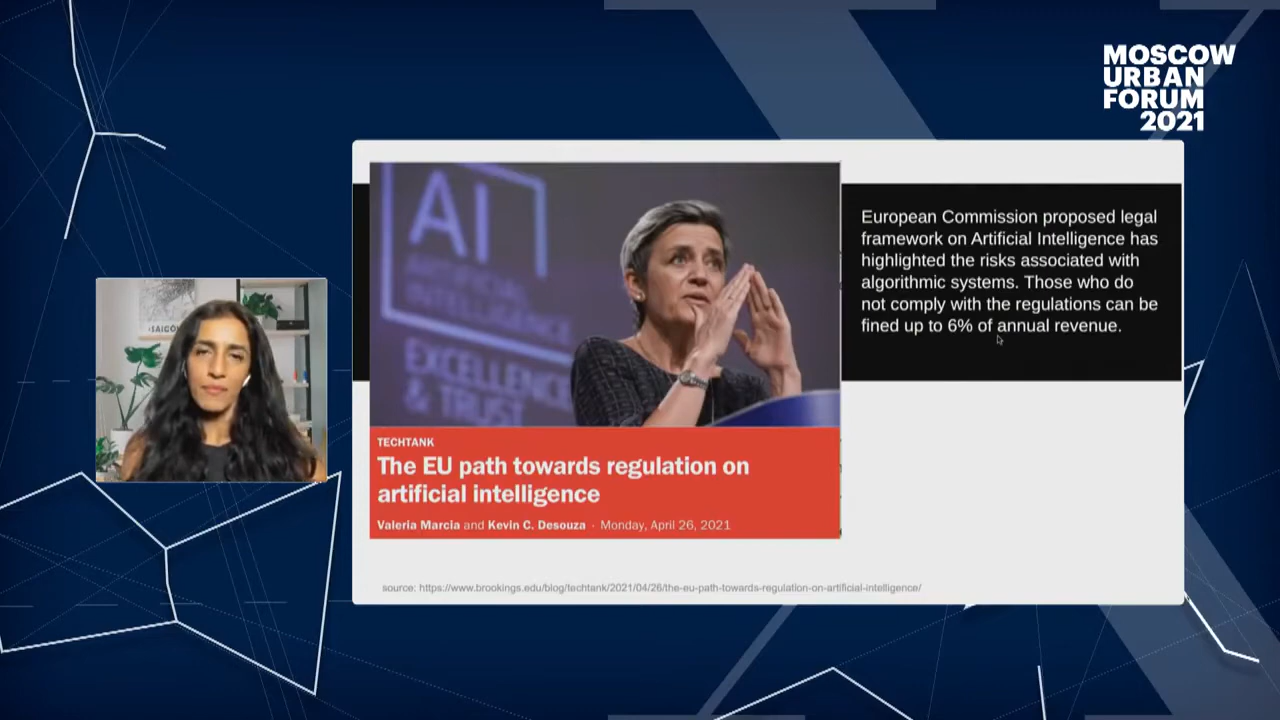 MOSCOW
URBAN
FORUM
2021
SAIGON
AI
ARTIFICIAL
INTELLIGENCE
EXCELLENCE
& TRUST
European Commission proposed legal
framework on Artificial Intelligence has
highlighted the risks associated with
algorithmic systems. Those who do
not comply with the regulations can be
fined up to 6% of annual revenue.
TECHTANK
The EU path towards regulation on
artificial intelligence
Valeria Marcia and Kevin C. Desouza · Monday, April 26, 2021
source: https://www.brookings.edu/blog/techtank/2021/04/26/the-eu-path-towards-regulation-on-artificial-intelligence/